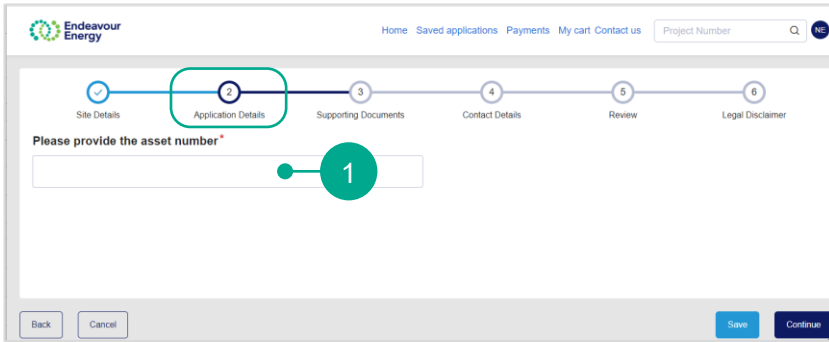 Endeavour
Energy
Home Saved applications Payments My cart Contact us Project Number NE
2 3 4 5 6
Site Details Application Details Supporting Documents Contact Details Review Legal Disclaimer
Please provide the asset number*
1
Back Cancel Save Continue